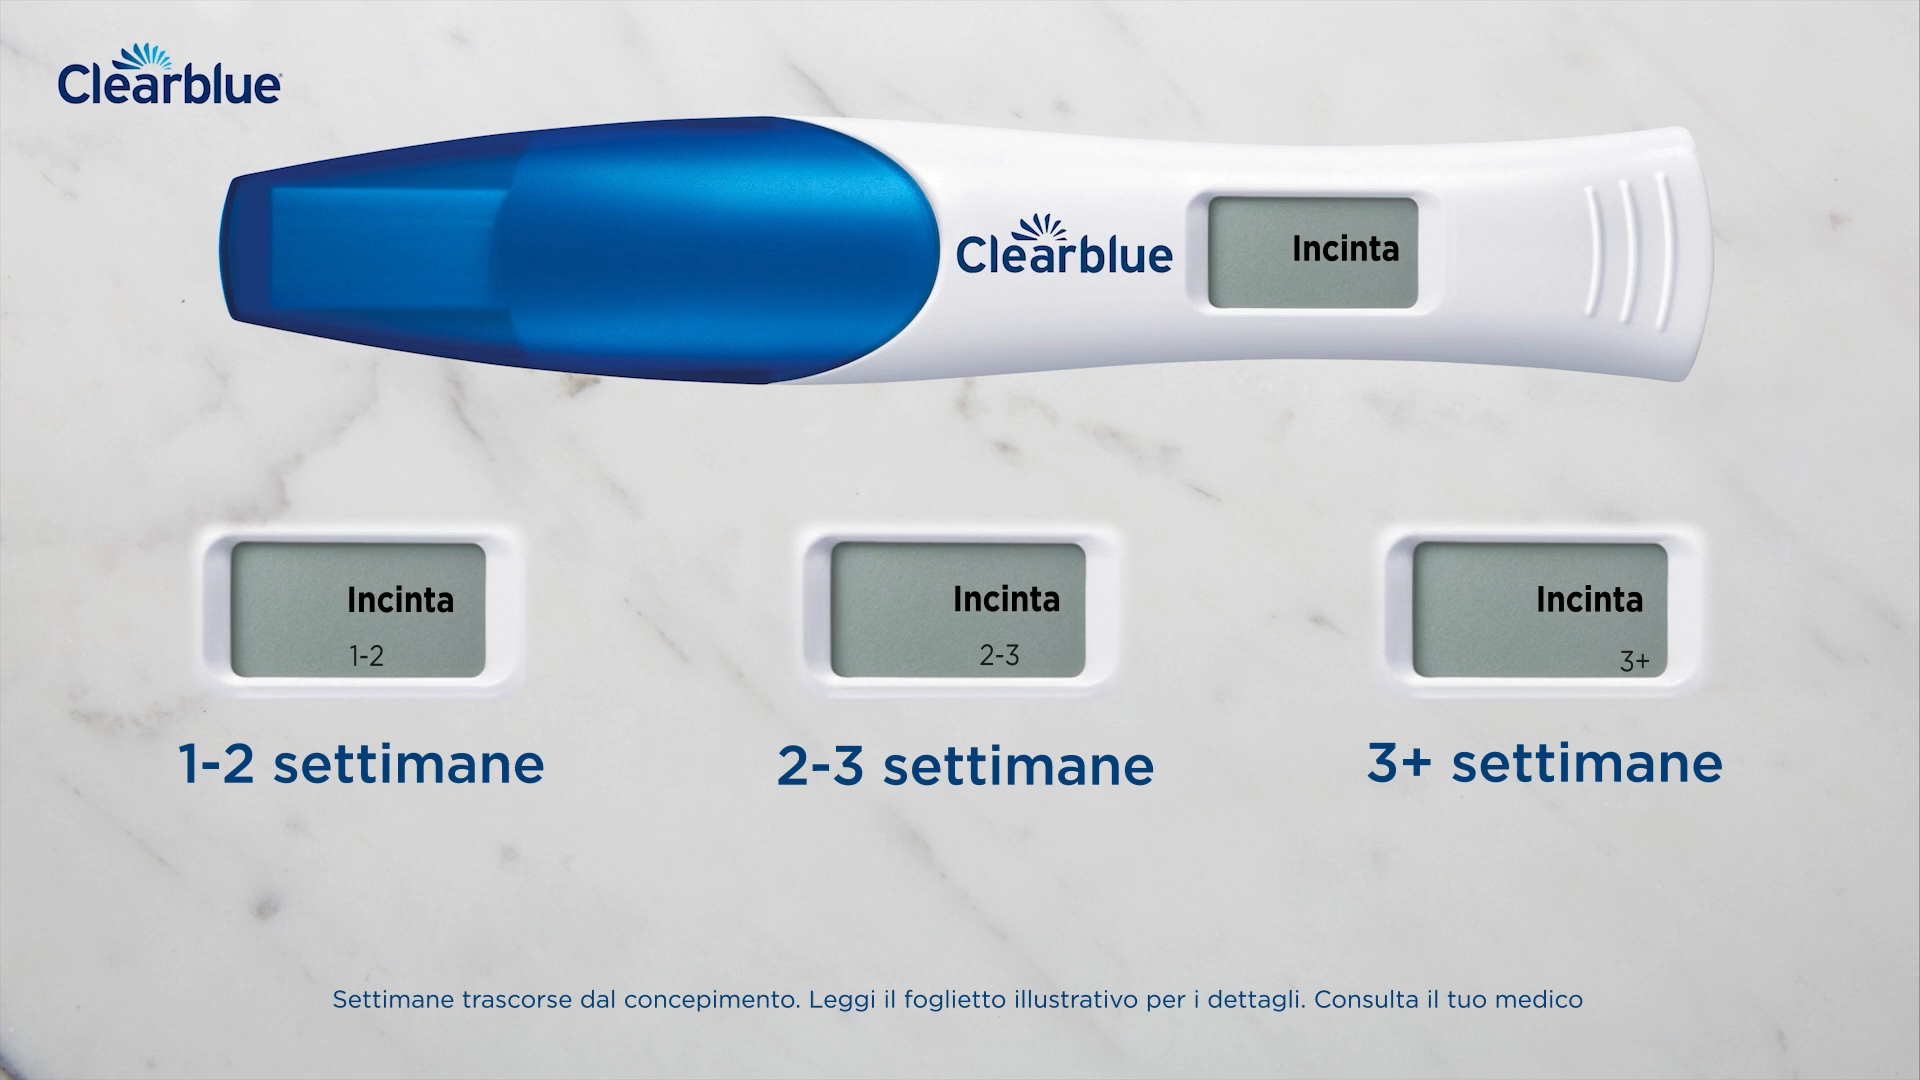 Clearblue
Clearblue
Incinta
Incinta
1-2
Incinta
2-3
Incinta
3+
1-2 settimane
2-3 settimane
3+ settimane
Settimane trascorse dal concepimento. Leggi il foglietto illustrativo per i dettagli. Consulta il tuo medico